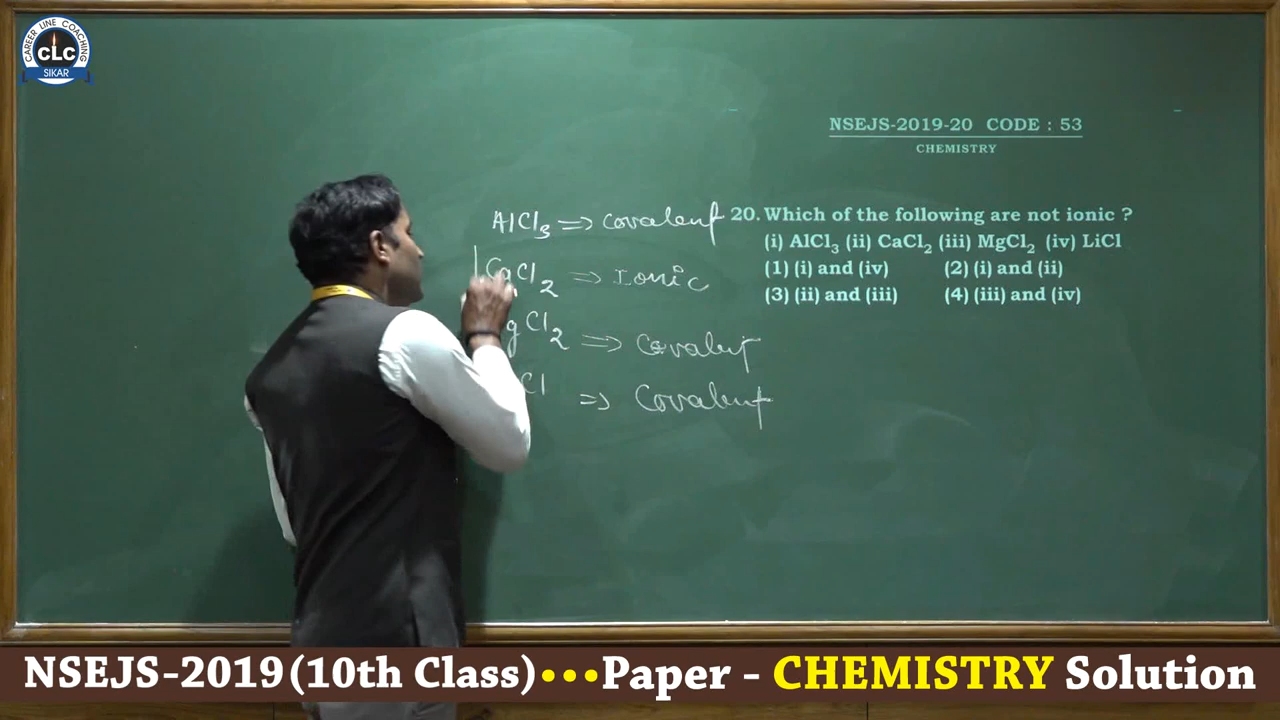 CAREER LINE COACHING
CLC
SIKAR
NSEJS-2019-20 CODE : 53
CHEMISTRY
20. Which of the following are not ionic ?
(i) AlCl₃ (ii) CaCl₂ (iii) MgCl₂ (iv) LiCl
(1) (i) and (iv) (2) (i) and (ii)
(3) (ii) and (iii) (4) (iii) and (iv)
AlCl₃ => Covalent
CaCl₂ => Ionic
gCl₂ => Covalent
Cl => Covalent
NSEJS-2019(10th Class)•••Paper - CHEMISTRY Solution